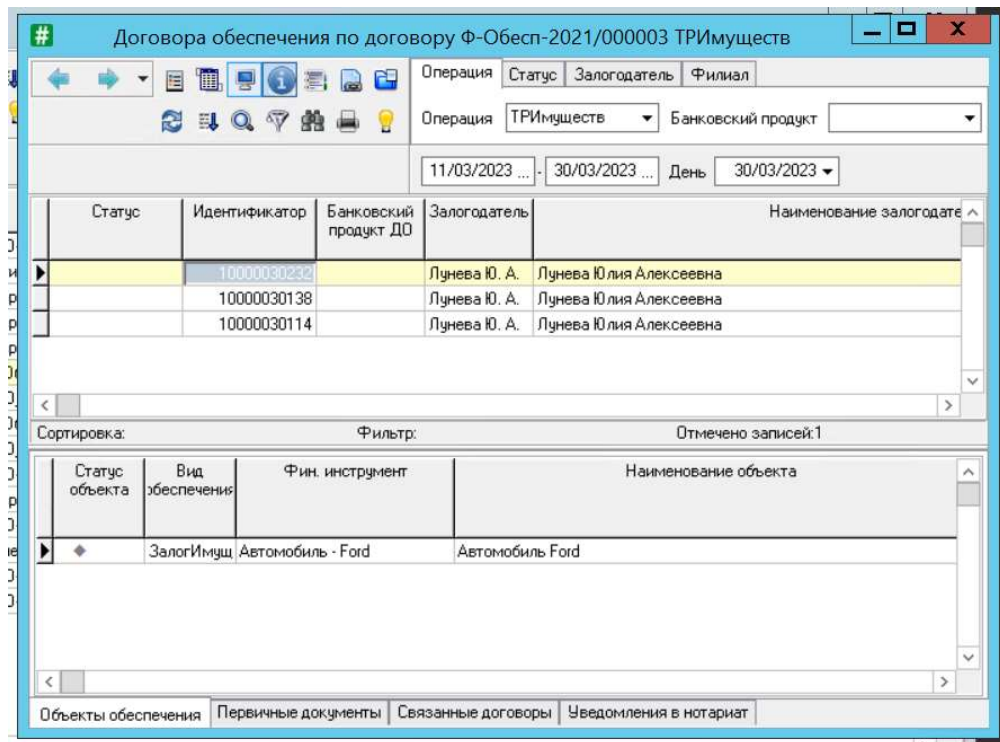 # Договора обеспечения по договору Ф-Обесп-2021/000003 ТРИмуществ
Операция Статус Залогодатель Филиал
Операция ТРИмуществ Банковский продукт
11/03/2023 ... - 30/03/2023 ... День 30/03/2023
Статус Идентификатор Банковский продукт ДО Залогодатель Наименование залогодате
10000030232 Лунева Ю. А. Лунева Юлия Алексеевна
10000030138 Лунева Ю. А. Лунева Юлия Алексеевна
10000030114 Лунева Ю. А. Лунева Юлия Алексеевна
Сортировка: Фильтр: Отмечено записей:1
Статус объекта Вид обеспечения Фин. инструмент Наименование объекта
ЗалогИмущ Автомобиль - Ford Автомобиль Ford
Объекты обеспечения Первичные документы Связанные договоры Уведомления в нотариат